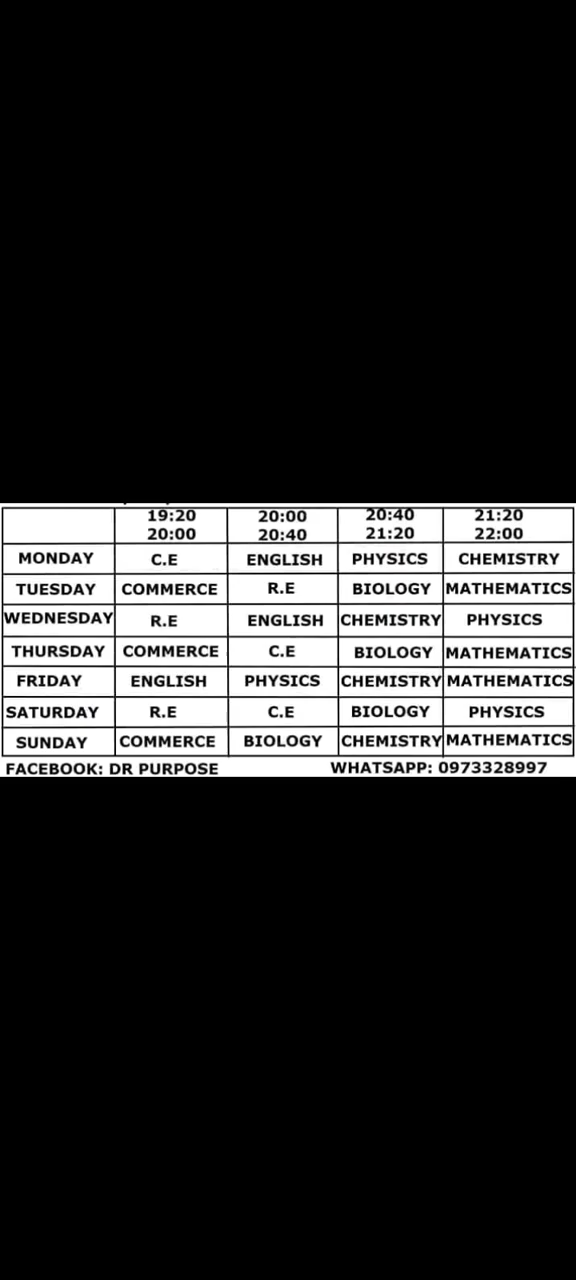 19:20 20:00 20:40 21:20
20:00 20:40 21:20 22:00
MONDAY C.E ENGLISH PHYSICS CHEMISTRY
TUESDAY COMMERCE R.E BIOLOGY MATHEMATICS
WEDNESDAY R.E ENGLISH CHEMISTRY PHYSICS
THURSDAY COMMERCE C.E BIOLOGY MATHEMATICS
FRIDAY ENGLISH PHYSICS CHEMISTRY MATHEMATICS
SATURDAY R.E C.E BIOLOGY PHYSICS
SUNDAY COMMERCE BIOLOGY CHEMISTRY MATHEMATICS
FACEBOOK: DR PURPOSE WHATSAPP: 0973328997